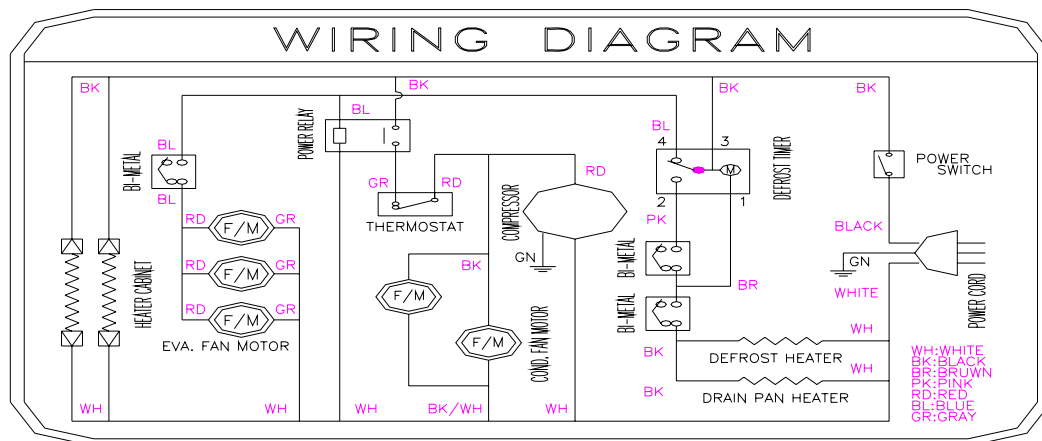 WIRING DIAGRAM
BK
BK
BK
BK
BL
BL
POWER RELAY
BL
4
3
DEFROST TIMER
M
2
1
BI-METAL
BL
GR
RD
THERMOSTAT
COMPRESSOR
RD
GN
POWER
SWITCH
PK
BLACK
GN
WHITE
POWER CORD
RD
F/M
GR
RD
F/M
GR
RD
F/M
GR
EVA. FAN MOTOR
HEATER CABINET
BK
F/M
F/M
COND. FAN MOTOR
BI-METAL
BR
BI-METAL
BK
WH
DEFROST HEATER
WH
BK
DRAIN PAN HEATER
WH
WH
WH
BK/WH
WH
WH:WHITE
BK:BLACK
BR:BRUWN
PK:PINK
RD:RED
BL:BLUE
GR:GRAY